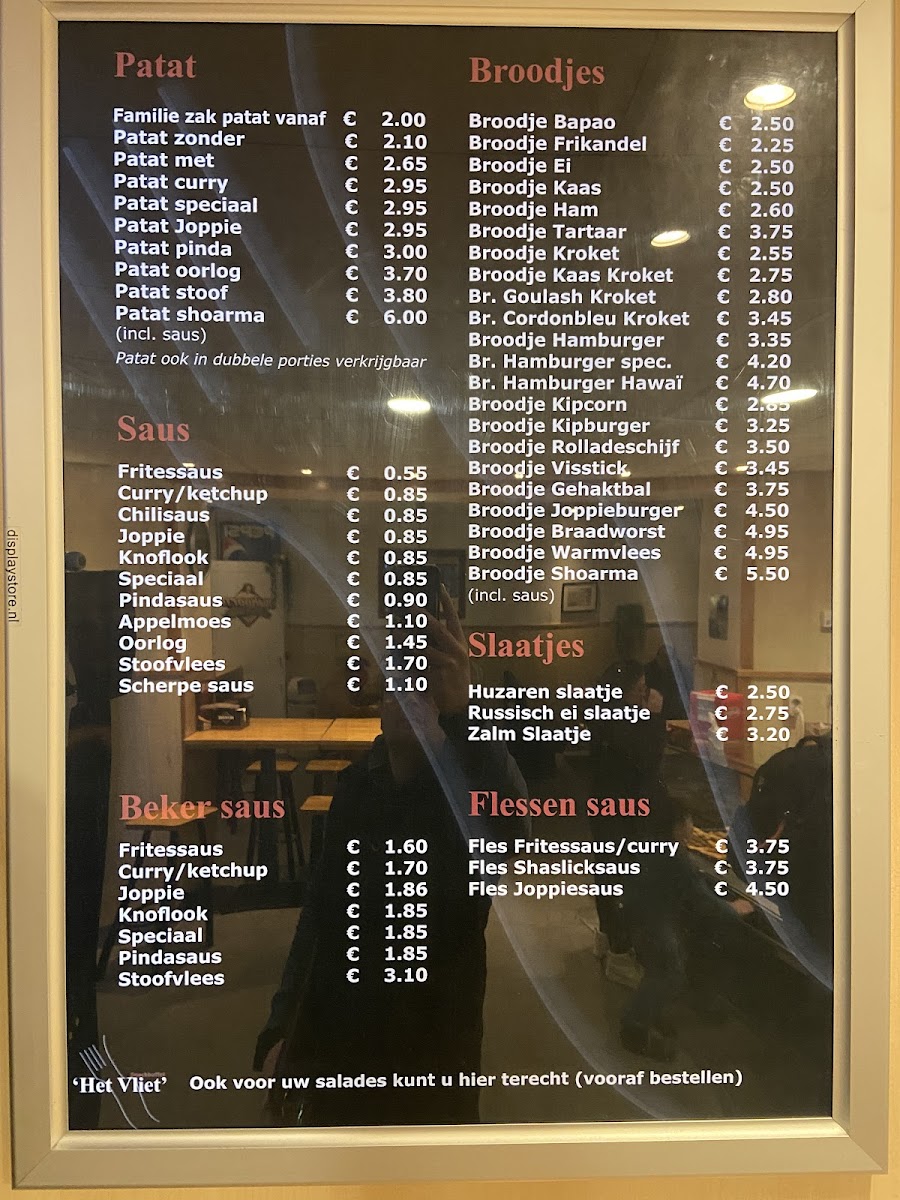 Patat
Familie zak patat vanaf € 2.00
Patat zonder € 2.10
Patat met € 2.65
Patat curry € 2.95
Patat speciaal € 2.95
Patat Joppie € 2.95
Patat pinda € 3.00
Patat oorlog € 3.70
Patat stoof € 3.80
Patat shoarma € 6.00
(incl. saus)
Patat ook in dubbele porties verkrijgbaar
Saus
Fritessaus € 0.55
Curry/ketchup € 0.85
Chilisaus € 0.85
Joppie € 0.85
Knoflook € 0.85
Speciaal € 0.85
Pindasaus € 0.90
Appelmoes € 1.10
Oorlog € 1.45
Stoofvlees € 1.70
Scherpe saus € 1.10
Beker saus
Fritessaus € 1.60
Curry/ketchup € 1.70
Joppie € 1.86
Knoflook € 1.85
Speciaal € 1.85
Pindasaus € 1.85
Stoofvlees € 3.10
Broodjes
Broodje Bapao € 2.50
Broodje Frikandel € 2.25
Broodje Ei € 2.50
Broodje Kaas € 2.50
Broodje Ham € 2.60
Broodje Tartaar € 3.75
Broodje Kroket € 2.55
Broodje Kaas Kroket € 2.75
Br. Goulash Kroket € 2.80
Br. Cordonbleu Kroket € 3.45
Broodje Hamburger € 3.35
Br. Hamburger spec. € 4.20
Br. Hamburger Hawaï € 4.70
Broodje Kipcorn € 2.85
Broodje Kipburger € 3.25
Broodje Rolladeschijf € 3.50
Broodje Visstick € 3.45
Broodje Gehaktbal € 3.75
Broodje Joppieburger € 4.50
Broodje Braadworst € 4.95
Broodje Warmvlees € 4.95
Broodje Shoarma € 5.50
(incl. saus)
Slaatjes
Huzaren slaatje € 2.50
Russisch ei slaatje € 2.75
Zalm Slaatje € 3.20
Flessen saus
Fles Fritessaus/curry € 3.75
Fles Shaslicksaus € 3.75
Fles Joppiesaus € 4.50
'Het Vliet'
Ook voor uw salades kunt u hier terecht (vooraf bestellen)
displaystore.nl